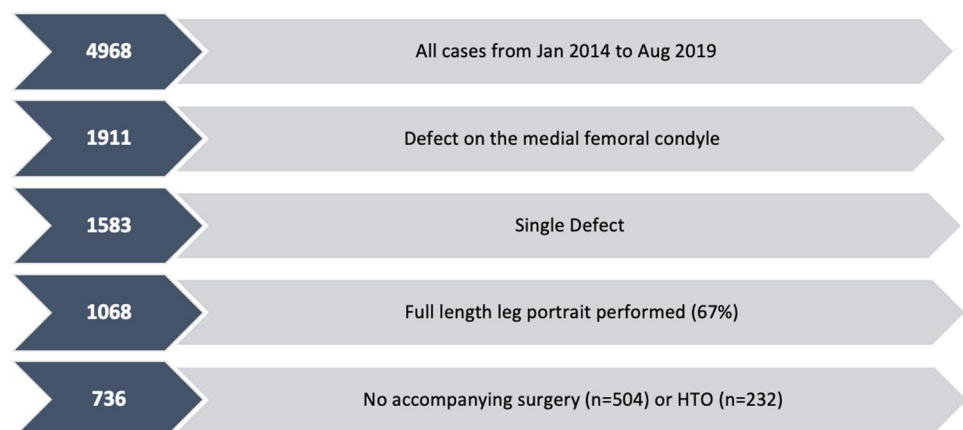 4968 All cases from Jan 2014 to Aug 2019
1911 Defect on the medial femoral condyle
1583 Single Defect
1068 Full length leg portrait performed (67%)
736 No accompanying surgery (n=504) or HTO (n=232)